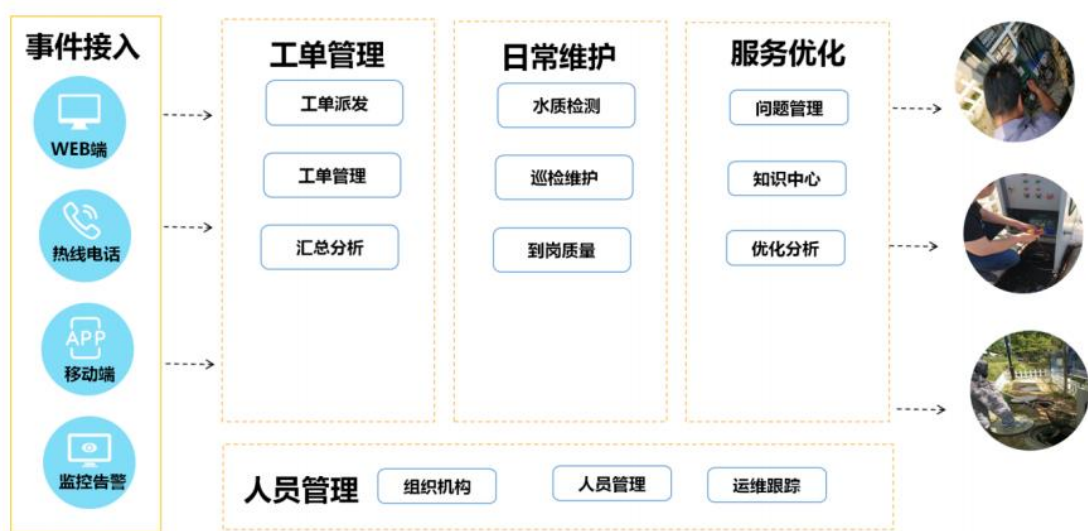 事件接入
WEB端
热线电话
APP
移动端
监控告警
工单管理
工单派发
工单管理
汇总分析
日常维护
水质检测
巡检维护
到岗质量
服务优化
问题管理
知识中心
优化分析
人员管理
组织机构
人员管理
运维跟踪